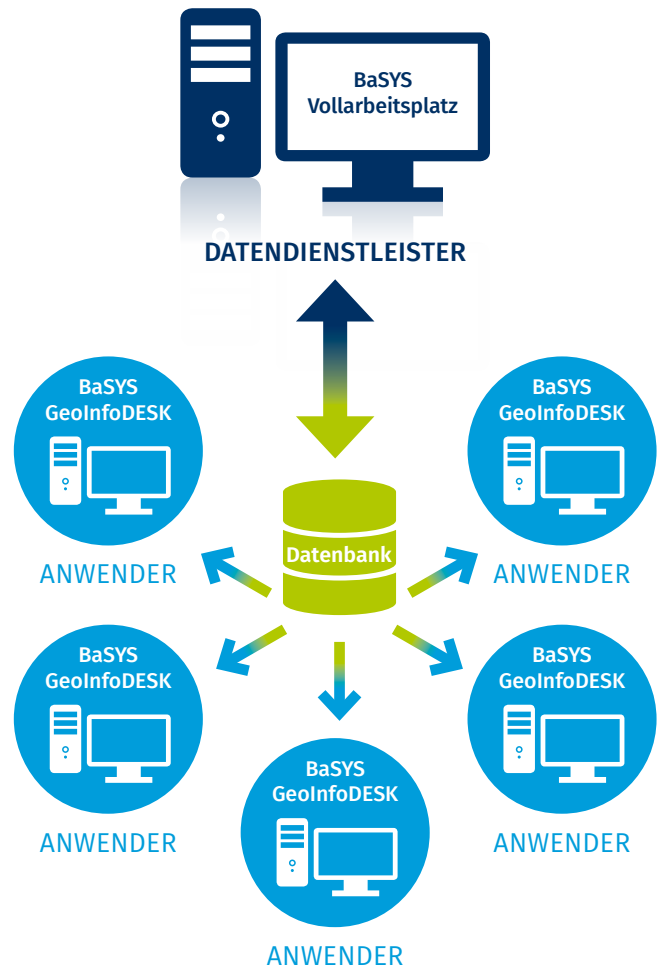 BaSYS
Vollarbeitsplatz
DATENDIENSTLEISTER
BaSYS
GeoInfoDESK
ANWENDER
BaSYS
GeoInfoDESK
ANWENDER
Datenbank
BaSYS
GeoInfoDESK
ANWENDER
BaSYS
GeoInfoDESK
ANWENDER
BaSYS
GeoInfoDESK
ANWENDER